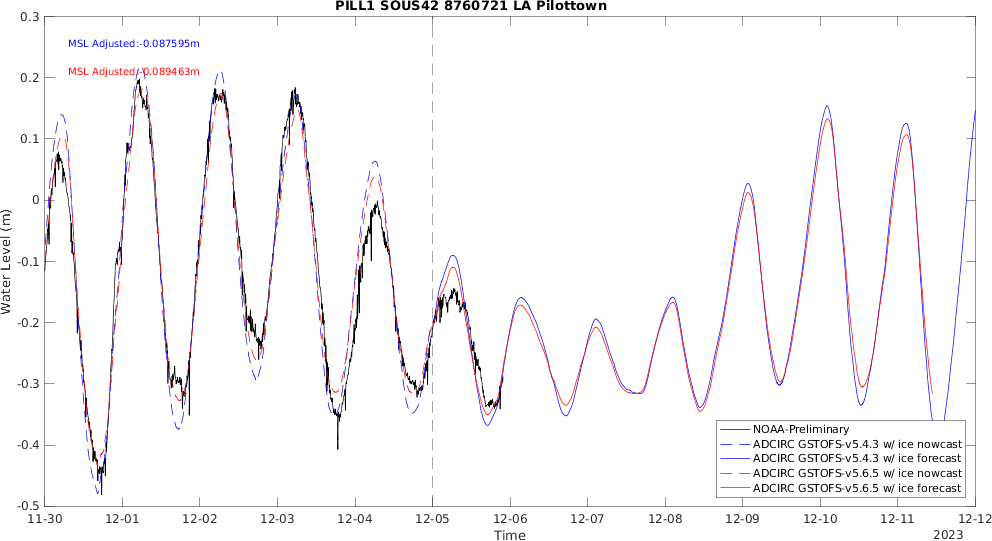 PILL1 SOUS42 8760721 LA Pilottown
MSL Adjusted:-0.087595m
MSL Adjusted:-0.089463m
0.3
0.2
0.1
0
-0.1
-0.2
-0.3
-0.4
-0.5
Water Level (m)
NOAA-Preliminary
ADCIRC GSTOFS-v5.4.3 w/ ice nowcast
ADCIRC GSTOFS-v5.4.3 w/ ice forecast
ADCIRC GSTOFS-v5.6.5 w/ ice nowcast
ADCIRC GSTOFS-v5.6.5 w/ ice forecast
11-30 12-01 12-02 12-03 12-04 12-05 12-06 12-07 12-08 12-09 12-10 12-11 12-12
Time
2023